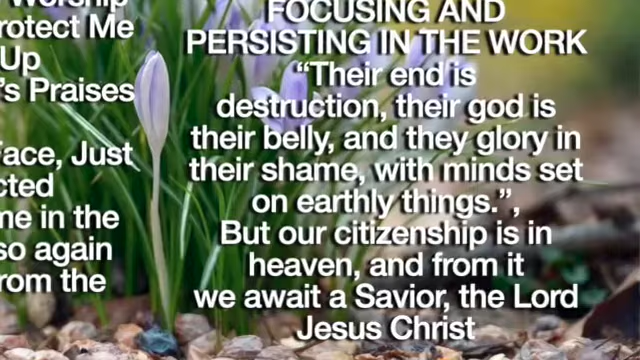 Worship
rotect Me
Up
's Praises
Face, Just
cted
me in the
so again
rom the
FOCUSING AND
PERSISTING IN THE WORK
“Their end is
destruction, their god is
their belly, and they glory in
their shame, with minds set
on earthly things.”,
But our citizenship is in
heaven, and from it
we await a Savior, the Lord
Jesus Christ